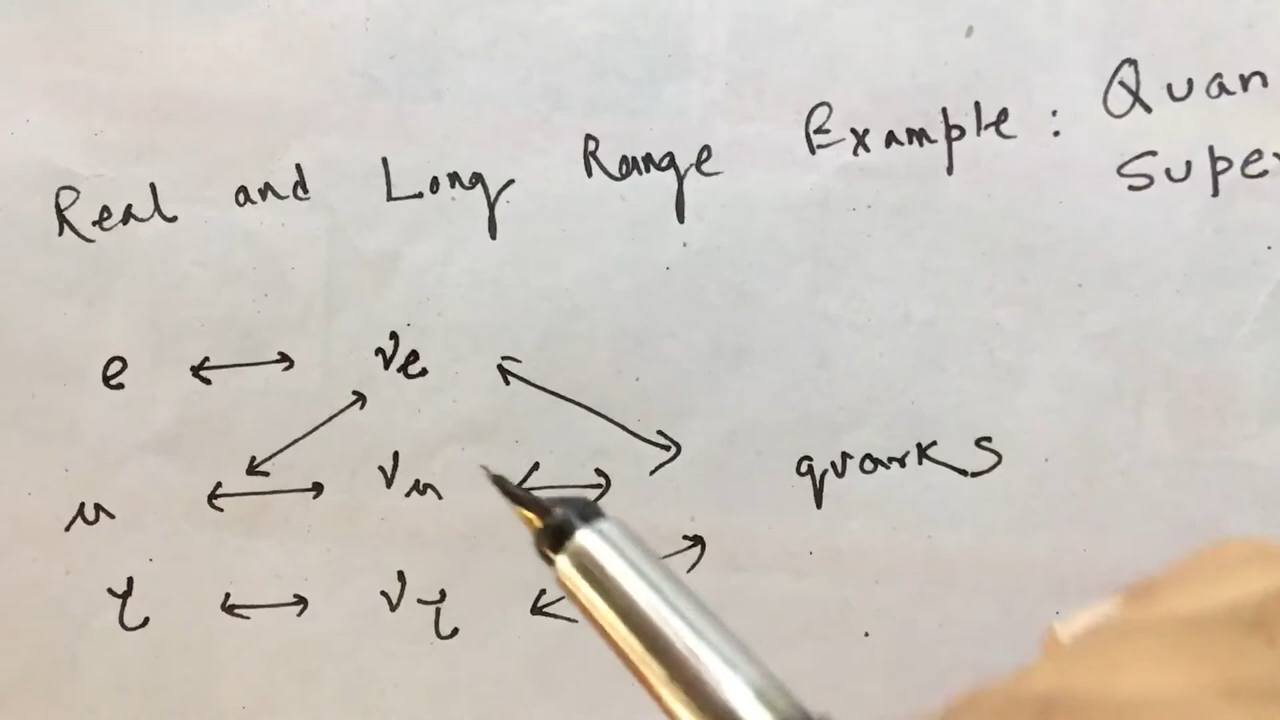 Real and Long Range Example : Quan
Super
e ↔ νe
μ ↔ νμ ↔ quarks
τ ↔ ντ